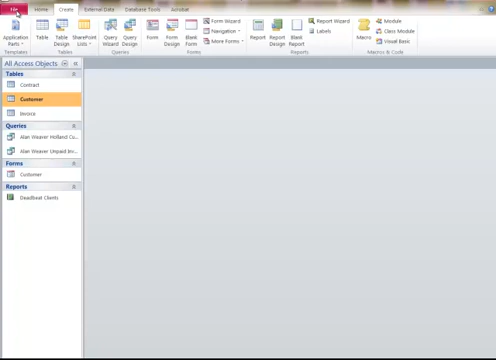 File Home Create External Data Database Tools Acrobat
Application Parts Table Table Design SharePoint Lists Query Wizard Query Design Form Form Design Blank Form Form Wizard Navigation More Forms Report Report Design Blank Report Report Wizard Labels Macro Module Class Module Visual Basic
Templates Tables Queries Forms Reports Macros & Code
All Access Objects
Tables
Contract
Customer
Invoice
Queries
Alan Weaver Holland Cu...
Alan Weaver Unpaid Inv...
Forms
Customer
Reports
Deadbeat Clients